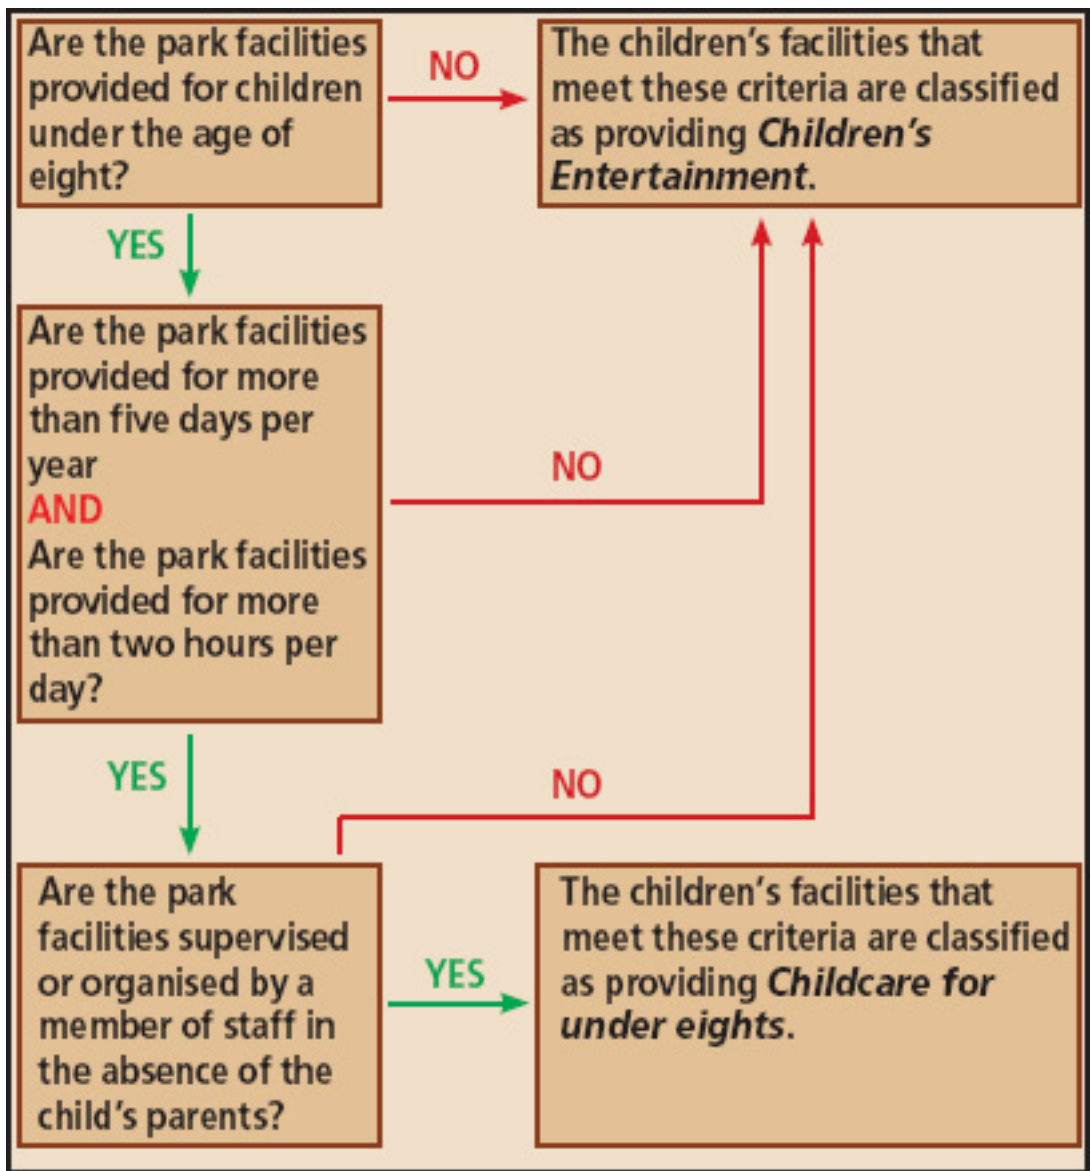 Are the park facilities
provided for children
under the age of
eight?
NO
The children's facilities that
meet these criteria are classified
as providing Children's
Entertainment.
YES
Are the park facilities
provided for more
than five days per
year
AND
Are the park facilities
provided for more
than two hours per
day?
NO
YES
NO
Are the park
facilities supervised
or organised by a
member of staff in
the absence of the
child's parents?
YES
The children's facilities that
meet these criteria are classified
as providing Childcare for
under eights.